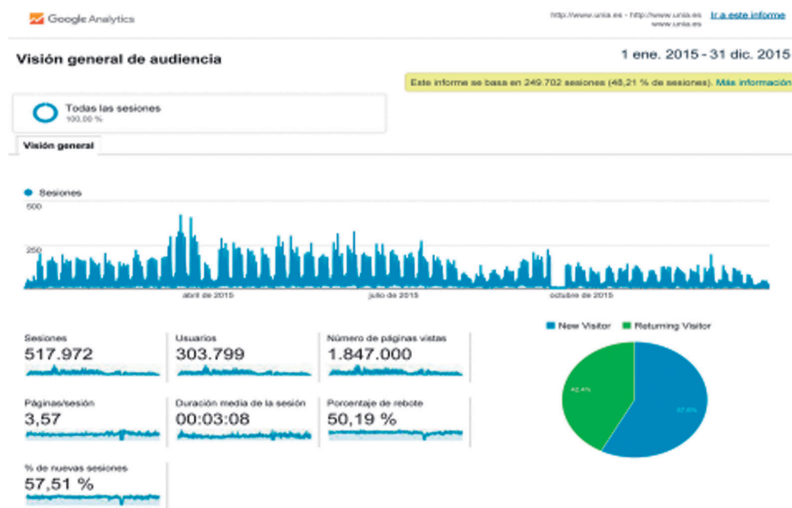 Google Analytics
http://www.unia.es - http://www.unia.es
www.unia.es
Ir a este informe
Visión general de audiencia
1 ene. 2015 - 31 dic. 2015
Este informe se basa en 249.702 sesiones (48,21 % de sesiones). Más información
Todas las sesiones
100,00 %
Visión general
Sesiones
500
250
abril de 2015
julio de 2015
octubre de 2015
Sesiones
517.972
Usuarios
303.799
Número de páginas vistas
1.847.000
Páginas/sesión
3,57
Duración media de la sesión
00:03:08
Porcentaje de rebote
50,19 %
% de nuevas sesiones
57,51 %
New Visitor
Returning Visitor
42,4%
57,6%